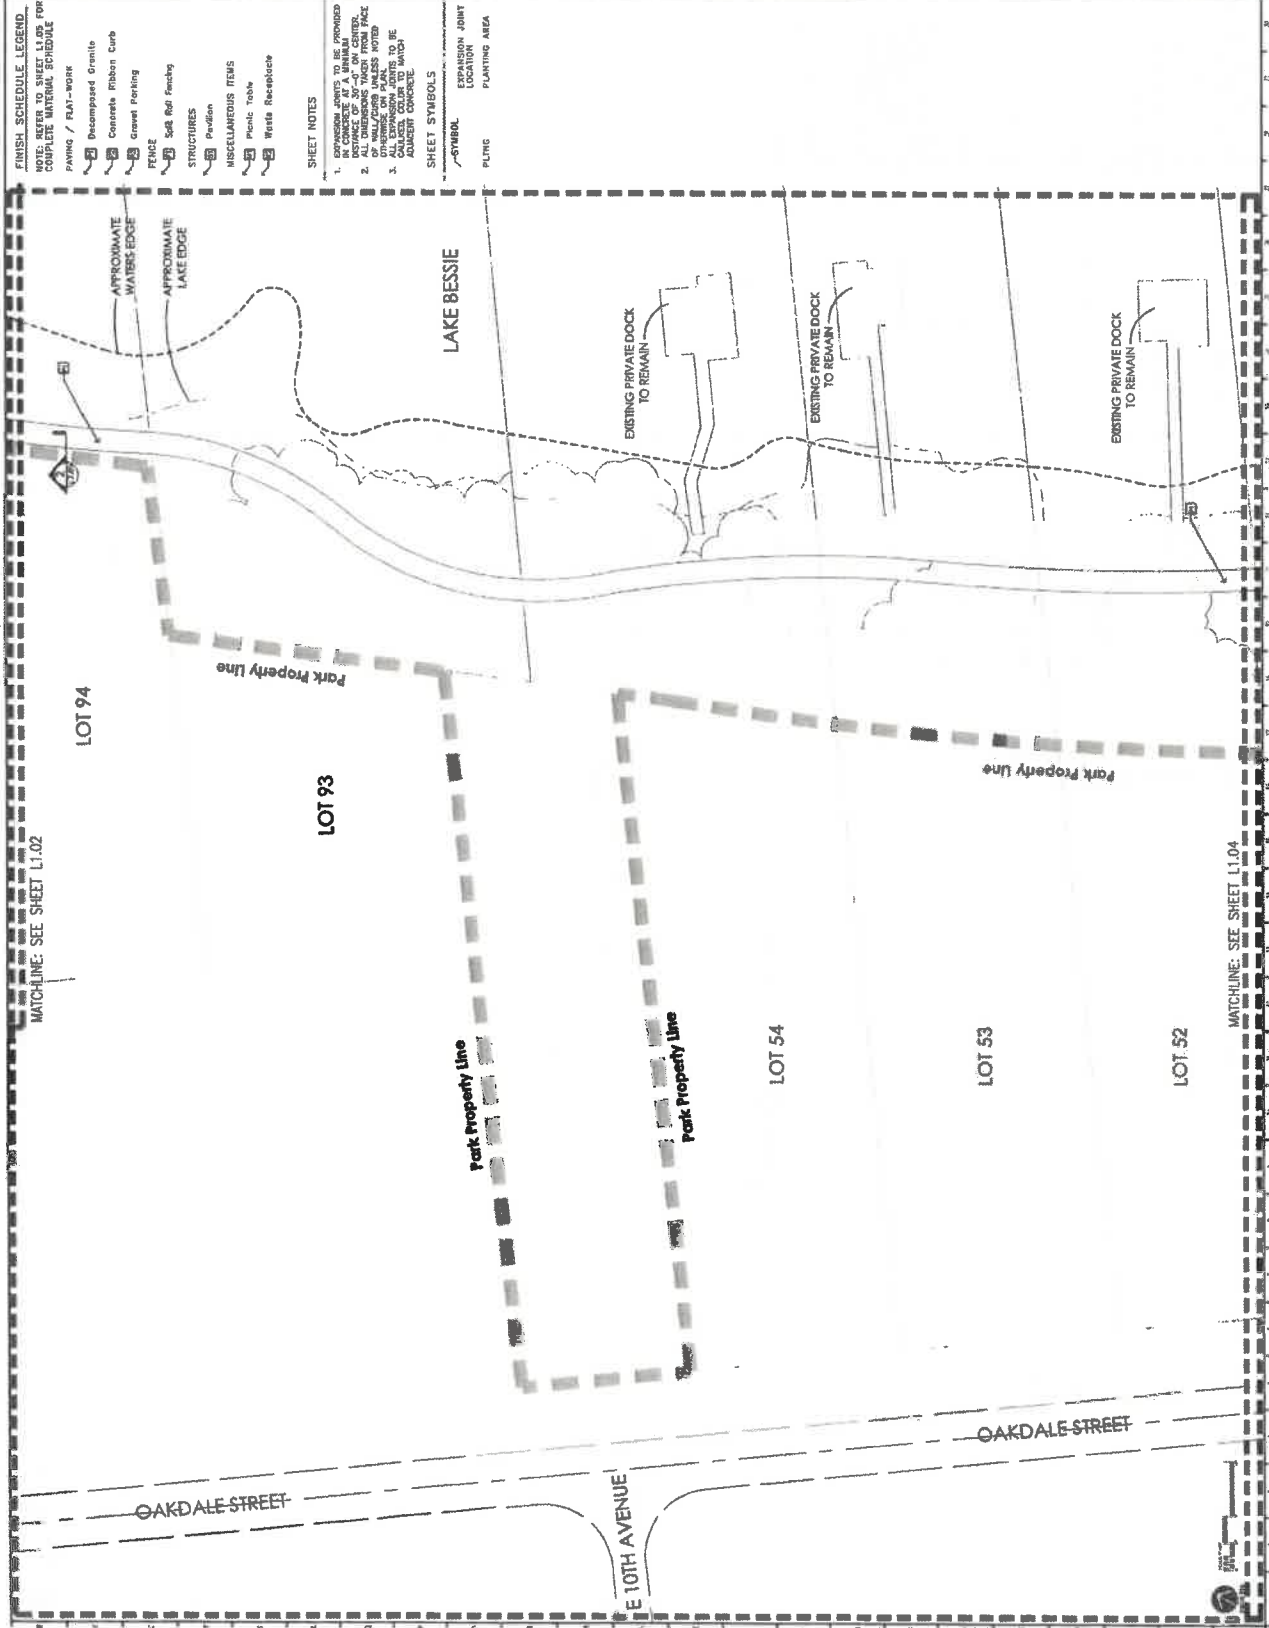 FINISH SCHEDULE LEGEND
NOTE: REFER TO SHEET L1.05 FOR
COMPLETE MATERIAL SCHEDULE
PAVING / FLAT-WORK
Decomposed Granite
Concrete Ribbon Curb
Gravel Parking
FENCE
Split Rail Fencing
STRUCTURES
Pavilion
MISCELLANEOUS ITEMS
Picnic Table
Waste Receptacle
SHEET NOTES
1. EXPANSION JOINTS TO BE PROVIDED
IN CONCRETE AT A MINIMUM
DISTANCE OF 30'-0" ON CENTER.
2. ALL DIMENSIONS TAKEN FROM FACE
OF WALL/CURB UNLESS NOTED
OTHERWISE ON PLAN.
3. ALL EXPANSION JOINTS TO BE
CAULKED, COLOR TO MATCH
ADJACENT CONCRETE.
SHEET SYMBOLS
SYMBOL
EXPANSION JOINT
LOCATION
PLTNG
PLANTING AREA
APPROXIMATE
WATERS EDGE
APPROXIMATE
LAKE EDGE
LAKE BESSIE
EXISTING PRIVATE DOCK
TO REMAIN
EXISTING PRIVATE DOCK
TO REMAIN
EXISTING PRIVATE DOCK
TO REMAIN
MATCHLINE: SEE SHEET L1.02
LOT 94
Park Property Line
LOT 93
Park Property Line
Park Property Line
Park Property Line
LOT 54
LOT 53
LOT 52
MATCHLINE: SEE SHEET L1.04
OAKDALE STREET
E 10TH AVENUE
OAKDALE STREET